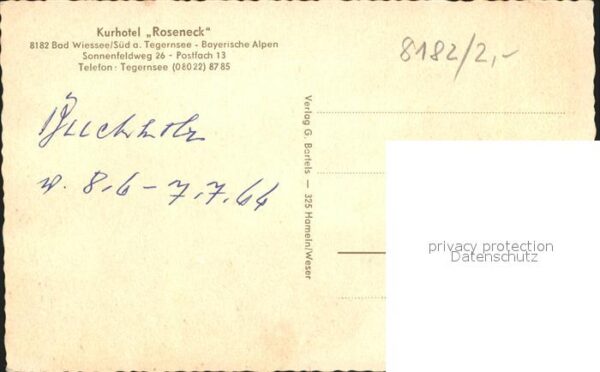 Kurhotel „Roseneck“
8182 Bad Wiessee/Süd a. Tegernsee - Bayerische Alpen
Sonnenfeldweg 26 - Postfach 13
Telefon: Tegernsee (08022) 8785
8182/2,-
Buchholz
v. 8.6 - 7.7.64
Verlag G. Bartels — 325 Hameln/Weser
privacy protection
Datenschutz